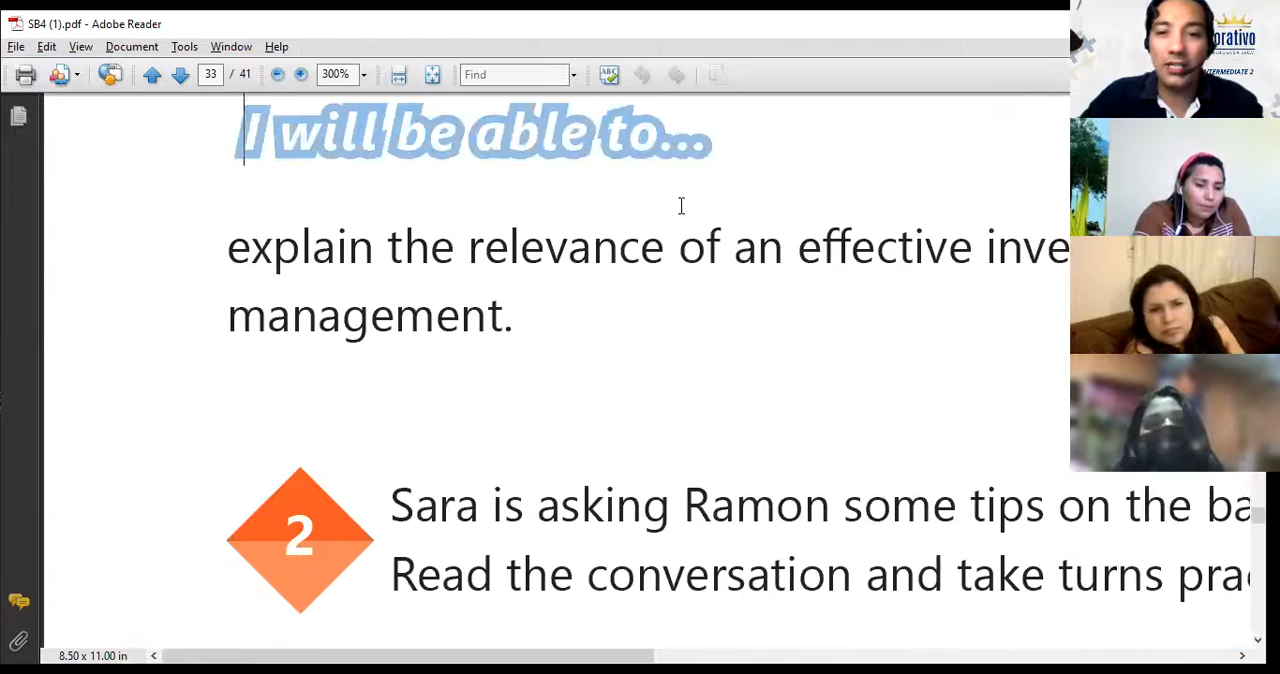 SB4 (1).pdf - Adobe Reader
File Edit View Document Tools Window Help
33 / 41 300% Find
orativo
INTERMEDIATE 2
I will be able to...
explain the relevance of an effective inve
management.
2
Sara is asking Ramon some tips on the ba
Read the conversation and take turns prac
8.50 x 11.00 in